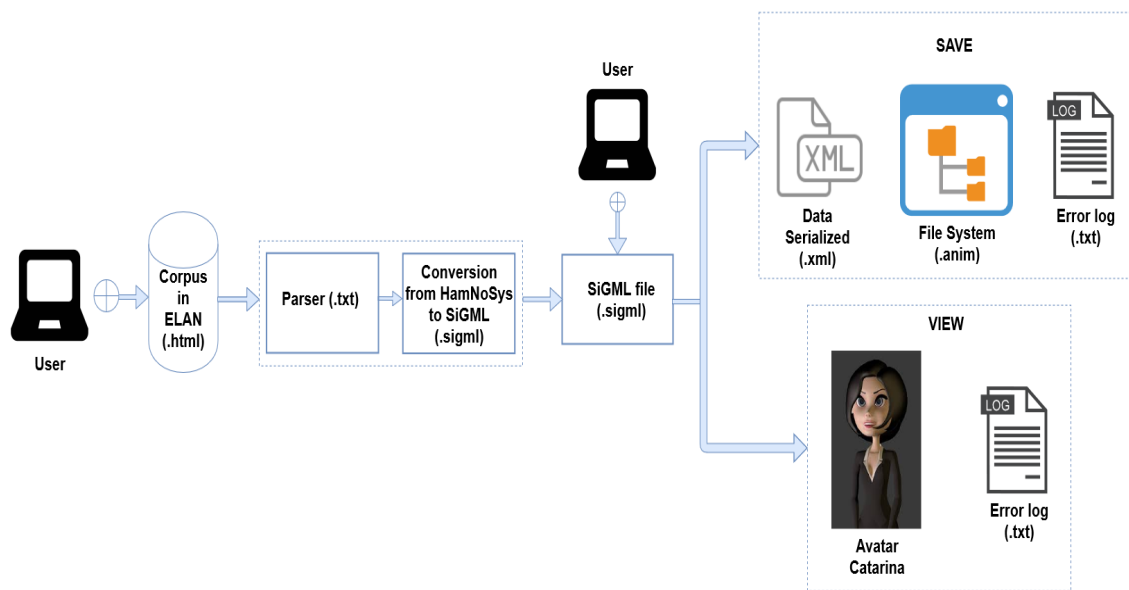 User
Corpus
in
ELAN
(.html)
Parser (.txt)
Conversion
from HamNoSys
to SiGML
(.sigml)
User
SiGML file
(.sigml)
SAVE
XML
Data
Serialized
(.xml)
File System
(.anim)
LOG
Error log
(.txt)
VIEW
Avatar
Catarina
LOG
Error log
(.txt)